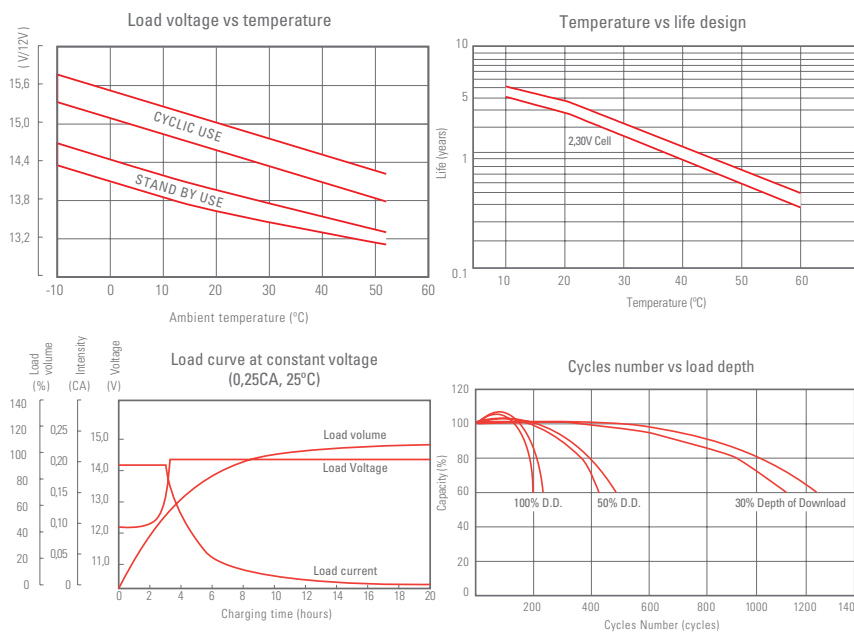 Load voltage vs temperature
( V/12V)
15,6
15,0
14,4
13,8
13,2
CYCLIC USE
STAND BY USE
-10 0 10 20 30 40 50 60
Ambient temperature (ºC)
Temperature vs life design
Life (years)
10
5
1
0.1
2,30V Cell
10 20 30 40 50 60
Temperature (ºC)
Load curve at constant voltage
(0,25CA, 25ºC)
Load volume (%)
Intensity (CA)
Voltage (V)
140
120
100
80
60
40
20
0
0,25
0,20
0,15
0,10
0,05
0
15,0
14,0
13,0
12,0
11,0
Load volume
Load Voltage
Load current
0 2 4 6 8 10 12 14 16 18 20
Charging time (hours)
Cycles number vs load depth
Capacity (%)
120
100
80
60
40
20
0
100% D.D.
50% D.D.
30% Depth of Download
200 400 600 800 1000 1200 1400
Cycles Number (cycles)